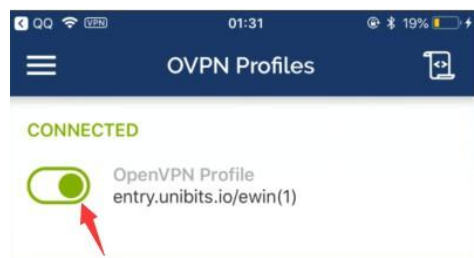 QQ VPN 01:31 19%
OVPN Profiles
CONNECTED
OpenVPN Profile
entry.unibits.io/ewin(1)